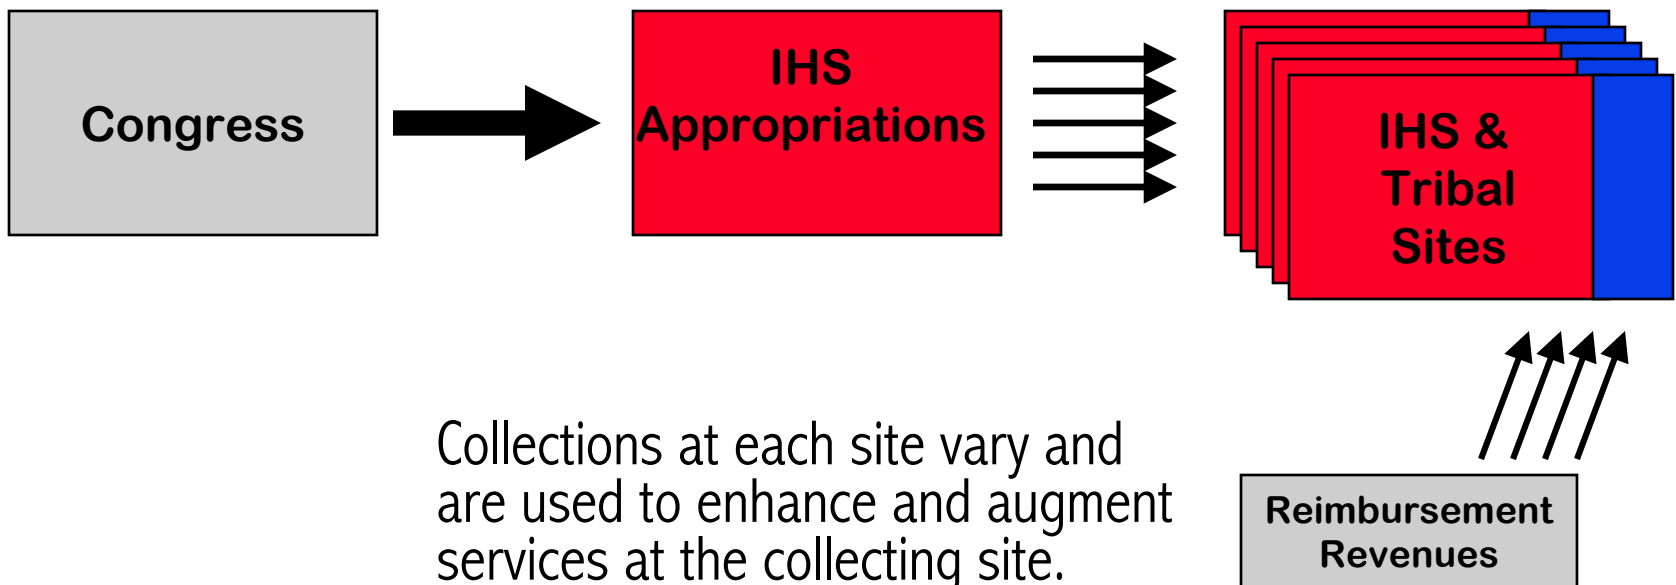 Congress
IHS
Appropriations
IHS &
Tribal
Sites
Collections at each site vary and
are used to enhance and augment
services at the collecting site.
Reimbursement
Revenues